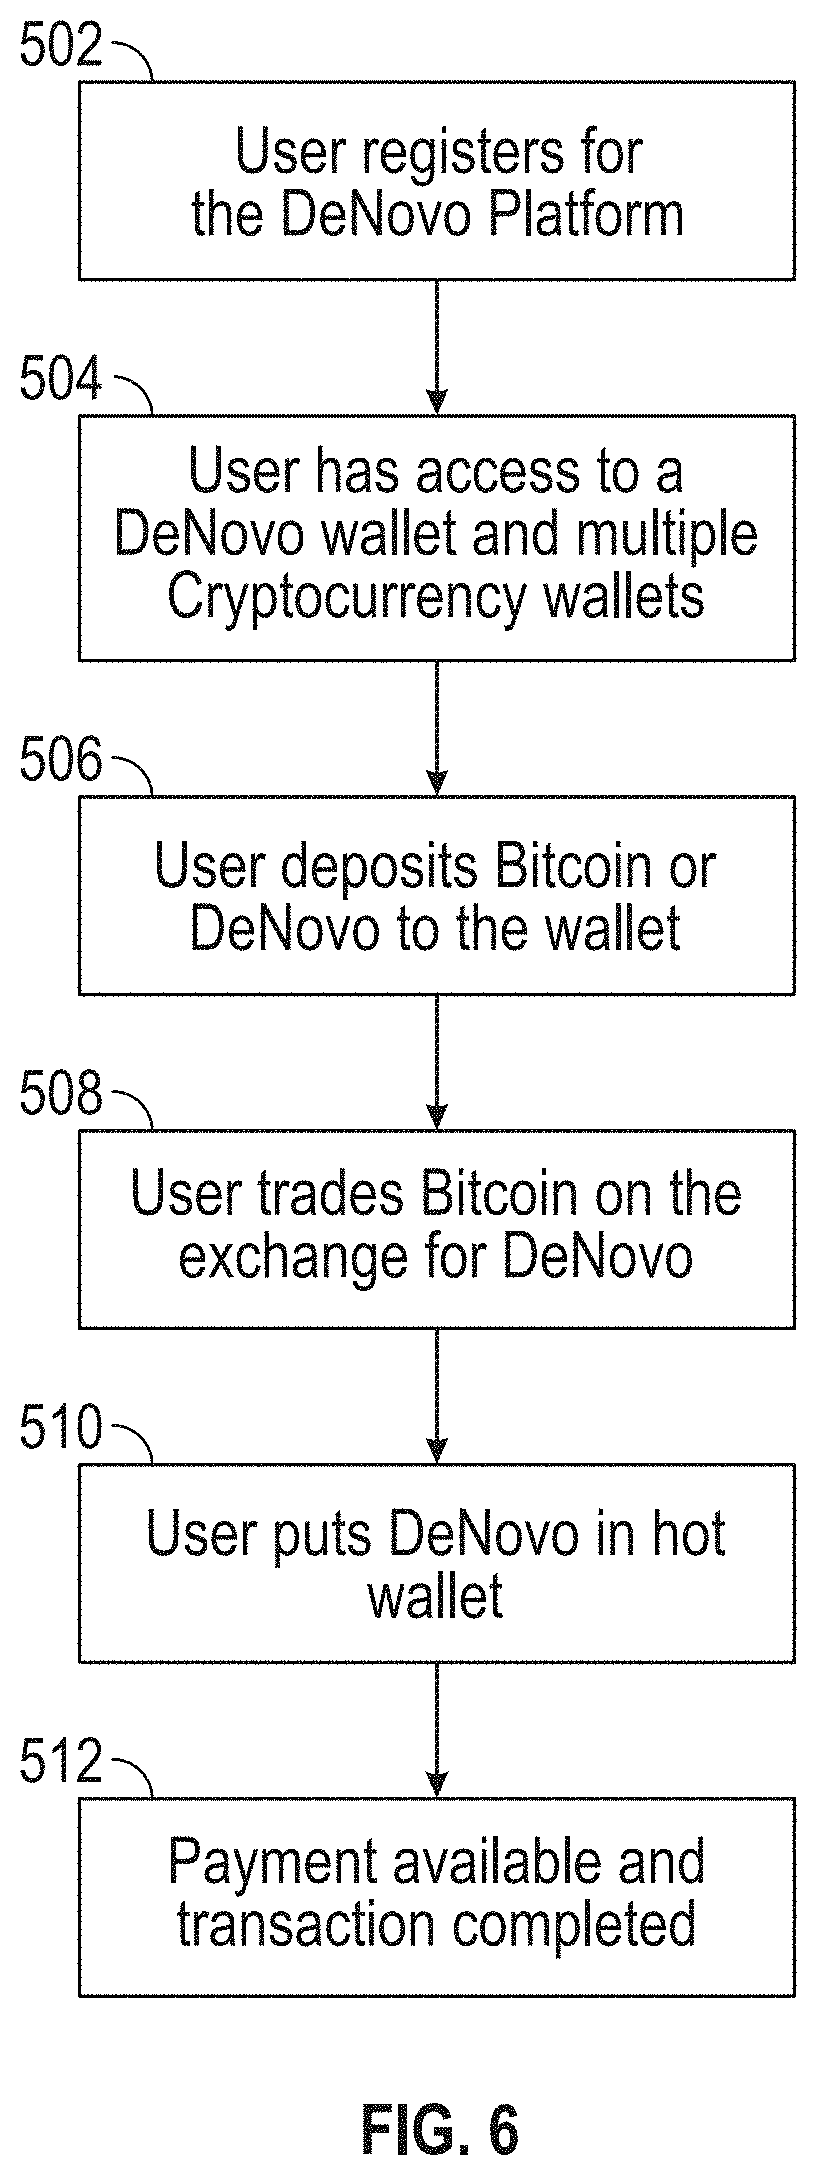 502
User registers for
the DeNovo Platform
504
User has access to a
DeNovo wallet and multiple
Cryptocurrency wallets
506
User deposits Bitcoin or
DeNovo to the wallet
508
User trades Bitcoin on the
exchange for DeNovo
510
User puts DeNovo in hot
wallet
512
Payment available and
transaction completed
FIG. 6